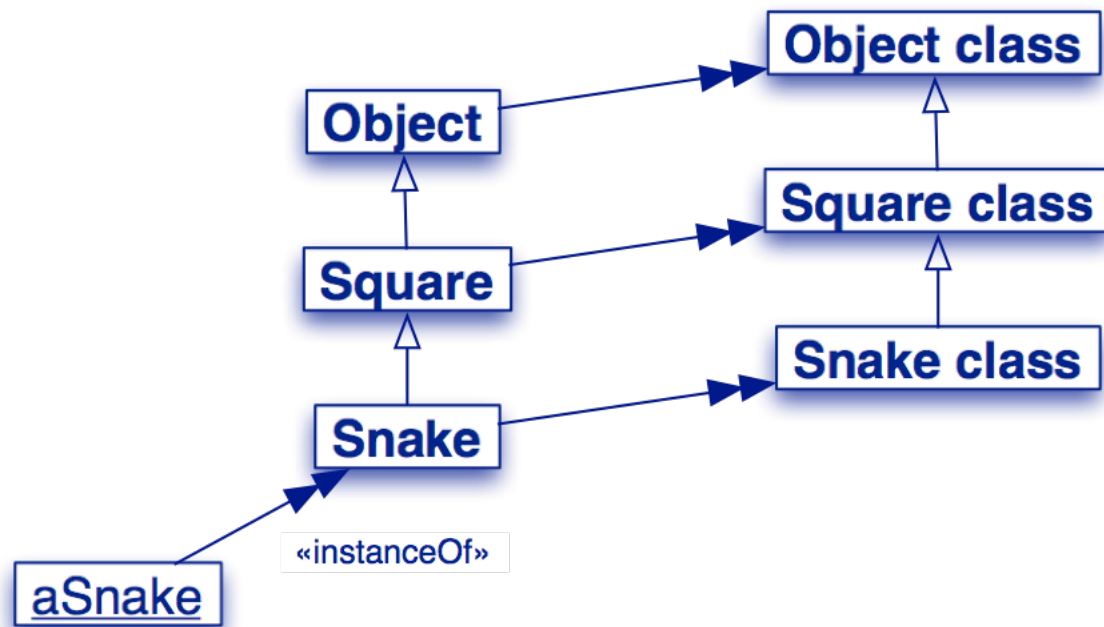 Object class
Object
Square class
Square
Snake class
Snake
«instanceOf»
aSnake